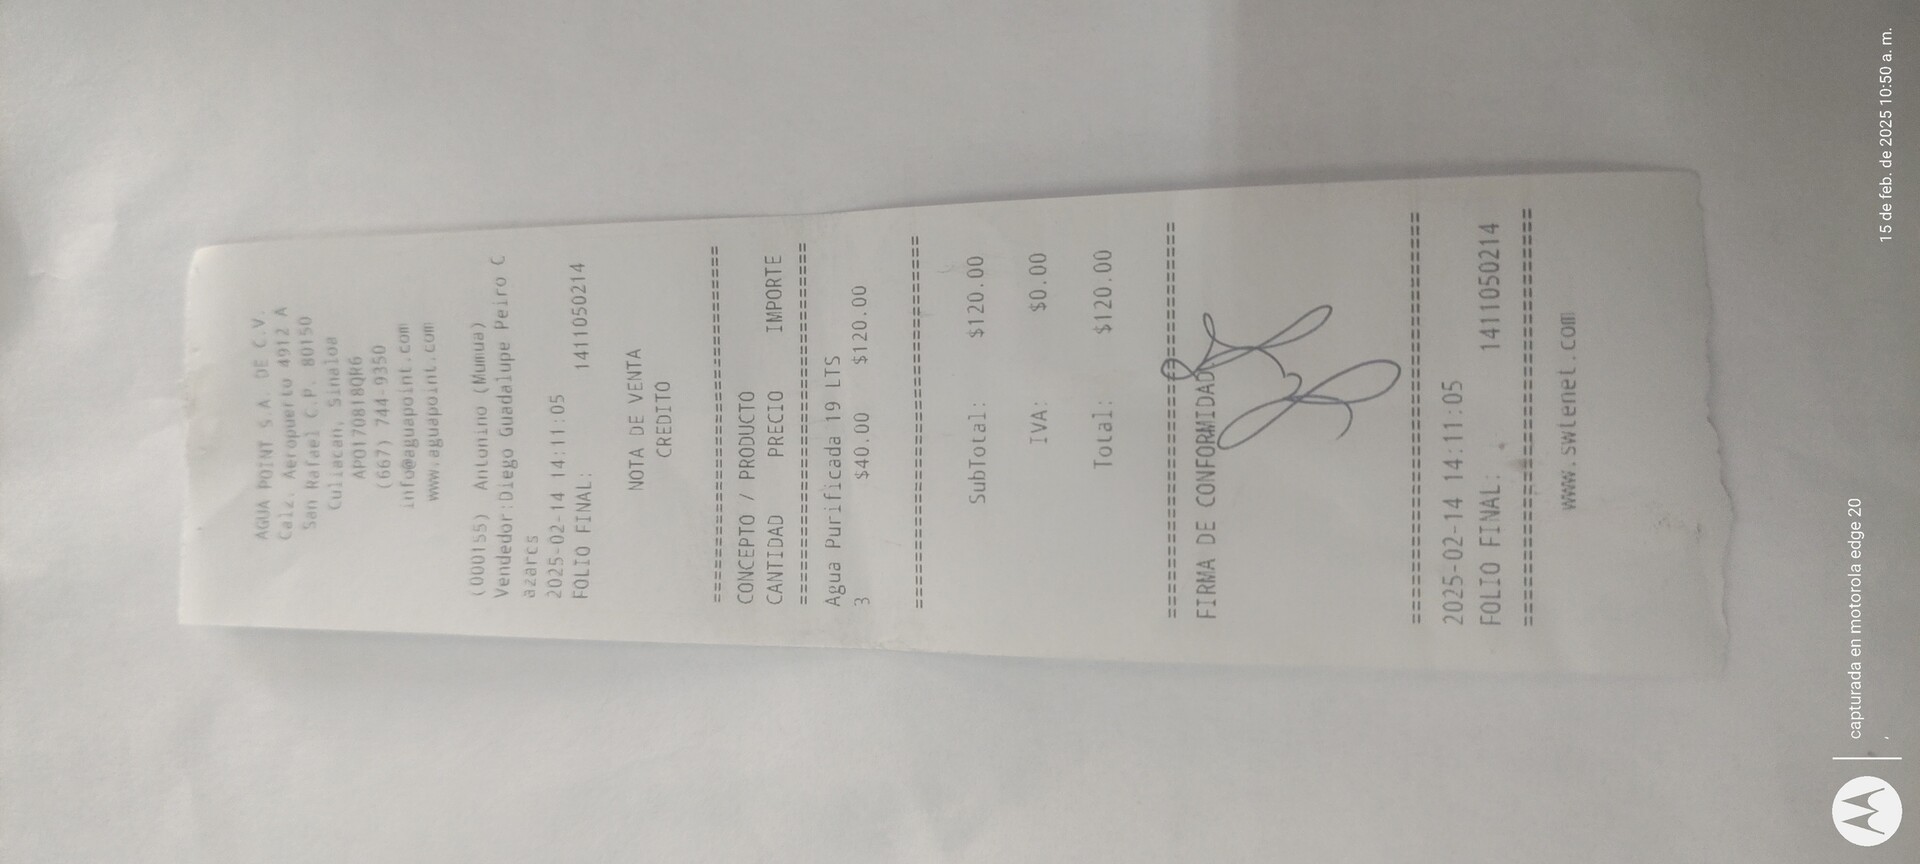 AGUA POINT S.A. DE C.V.
Calz. Aeropuerto 4912 A
San Rafael C.P. 80150
Culiacan, Sinaloa
APO170818QR6
(667) 744-9350
info@aguapoint.com
www.aguapoint.com
(000155) Antonino (Mumua)
Vendedor:Diego Guadalupe Peiro C
azares
2025-02-14 14:11:05
FOLIO FINAL: 1411050214
NOTA DE VENTA
CREDITO
================================
CONCEPTO / PRODUCTO
CANTIDAD PRECIO IMPORTE
================================
Agua Purificada 19 LTS
3 $40.00 $120.00
================================
SubTotal: $120.00
IVA: $0.00
Total: $120.00
================================
FIRMA DE CONFORMIDAD
================================
2025-02-14 14:11:05
FOLIO FINAL: 1411050214
================================
www.swtenet.com
capturada en motorola edge 20
15 de feb. de 2025 10:50 a. m.